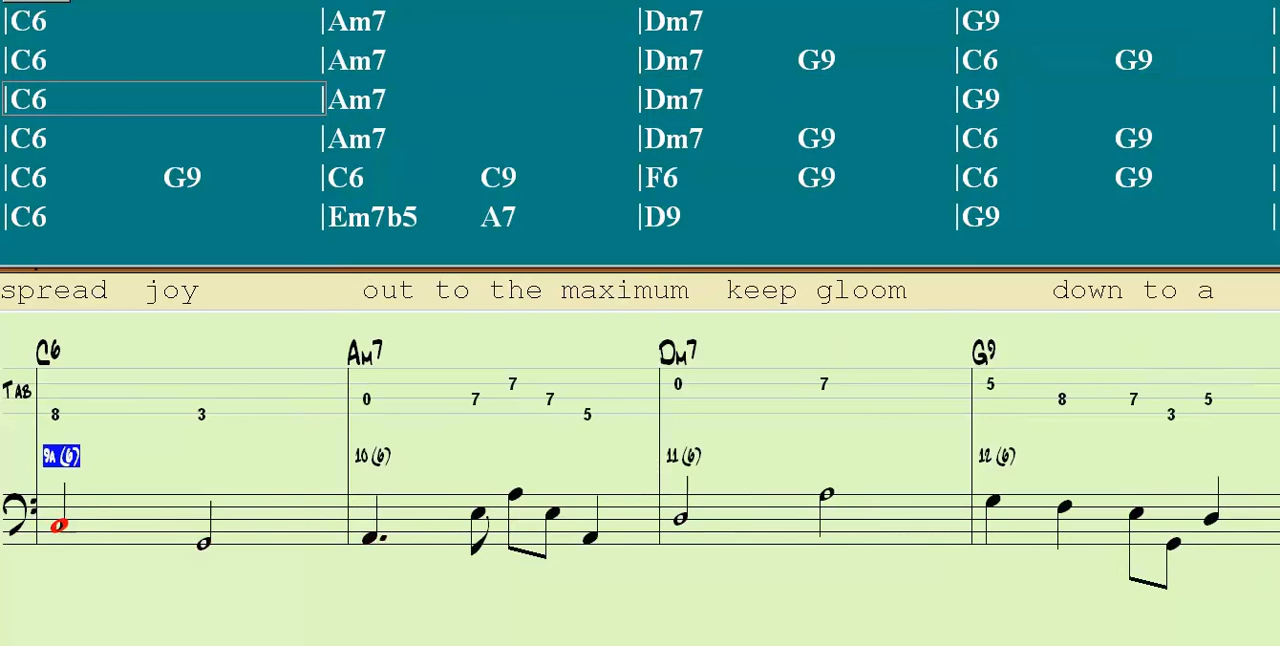 |C6 |Am7 |Dm7 |G9 |
|C6 |Am7 |Dm7 G9 |C6 G9 |
|C6 |Am7 |Dm7 |G9 |
|C6 |Am7 |Dm7 G9 |C6 G9 |
|C6 G9 |C6 C9 |F6 G9 |C6 G9 |
|C6 |Em7b5 A7 |D9 |G9 |
spread joy out to the maximum keep gloom down to a
C6 Am7 Dm7 G9
TAB
7 0 7 5
0 7 7 8 7 5
8 3 5 3
9A (6) 10 (6) 11 (6) 12 (6)